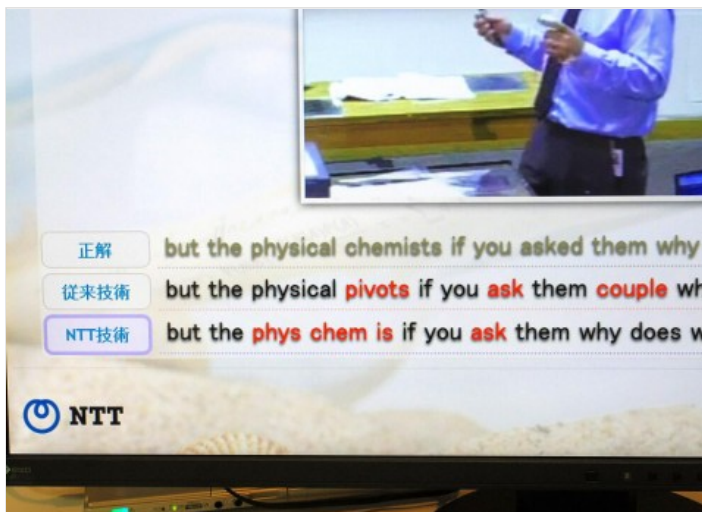 正解 but the physical chemists if you asked them why
従来技術 but the physical pivots if you ask them couple wh
NTT技術 but the phys chem is if you ask them why does w
NTT